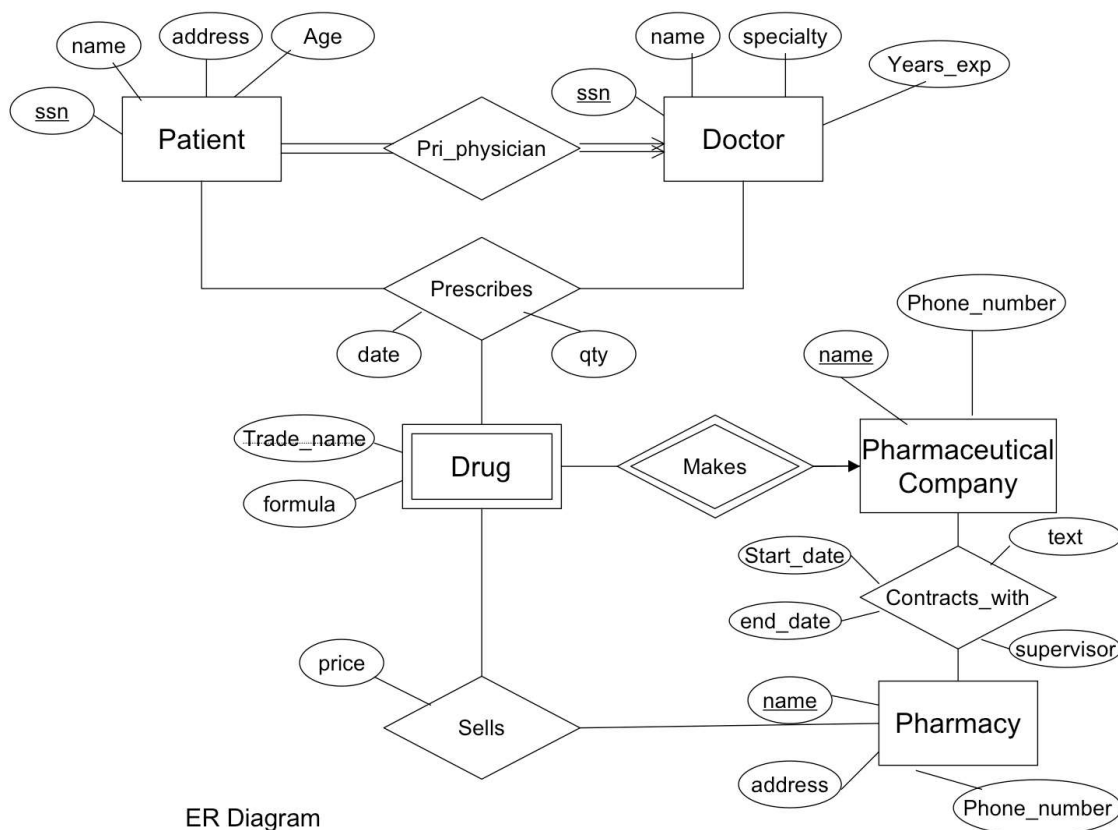 name
address
Age
name
specialty
Years_exp
ssn
ssn
Patient
Pri_physician
Doctor
Prescribes
date
qty
Phone_number
name
Trade_name
formula
Drug
Makes
Pharmaceutical
Company
Start_date
text
Contracts_with
end_date
supervisor
price
Sells
name
Pharmacy
address
Phone_number
ER Diagram